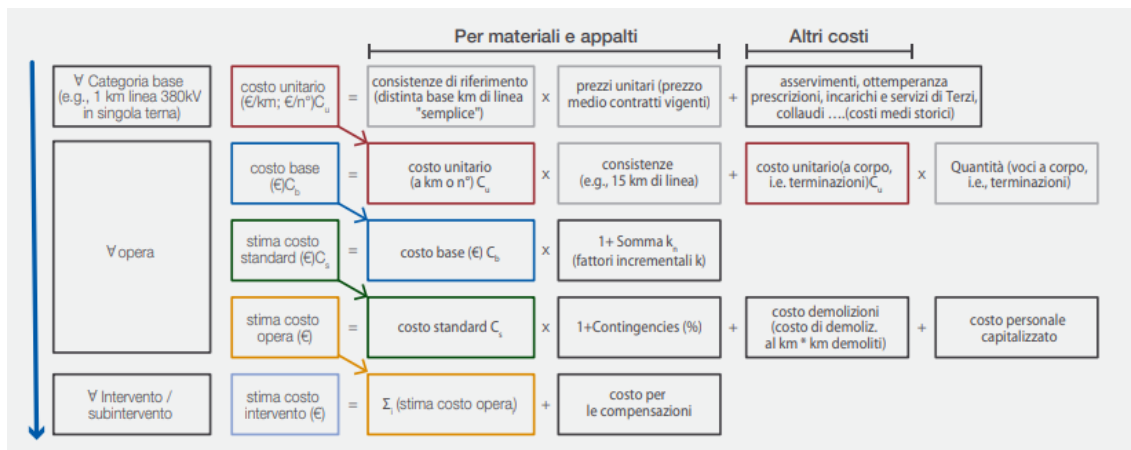 Per materiali e appalti
Altri costi
∀ Categoria base
(e.g., 1 km linea 380kV
in singola terna)
costo unitario
(€/km; €/n°)Cu
=
consistenze di riferimento
(distinta base km di linea
"semplice")
x
prezzi unitari (prezzo
medio contratti vigenti)
+
asservimenti, ottemperanza
prescrizioni, incarichi e servizi di Terzi,
collaudi ....(costi medi storici)
∀ opera
costo base
(€)Cb
=
costo unitario
(a km o n°) Cu
x
consistenze
(e.g., 15 km di linea)
+
costo unitario(a corpo,
i.e. terminazioni)Cu
x
Quantità (voci a corpo,
i.e., terminazioni)
stima costo
standard (€)Cs
=
costo base (€) Cb
x
1+ Somma kn
(fattori incrementali k)
stima costo
opera (€)
=
costo standard Cs
x
1+Contingencies (%)
+
costo demolizioni
(costo di demoliz.
al km * km demoliti)
+
costo personale
capitalizzato
∀ Intervento /
subintervento
stima costo
intervento (€)
=
Σi (stima costo opera)
+
costo per
le compensazioni